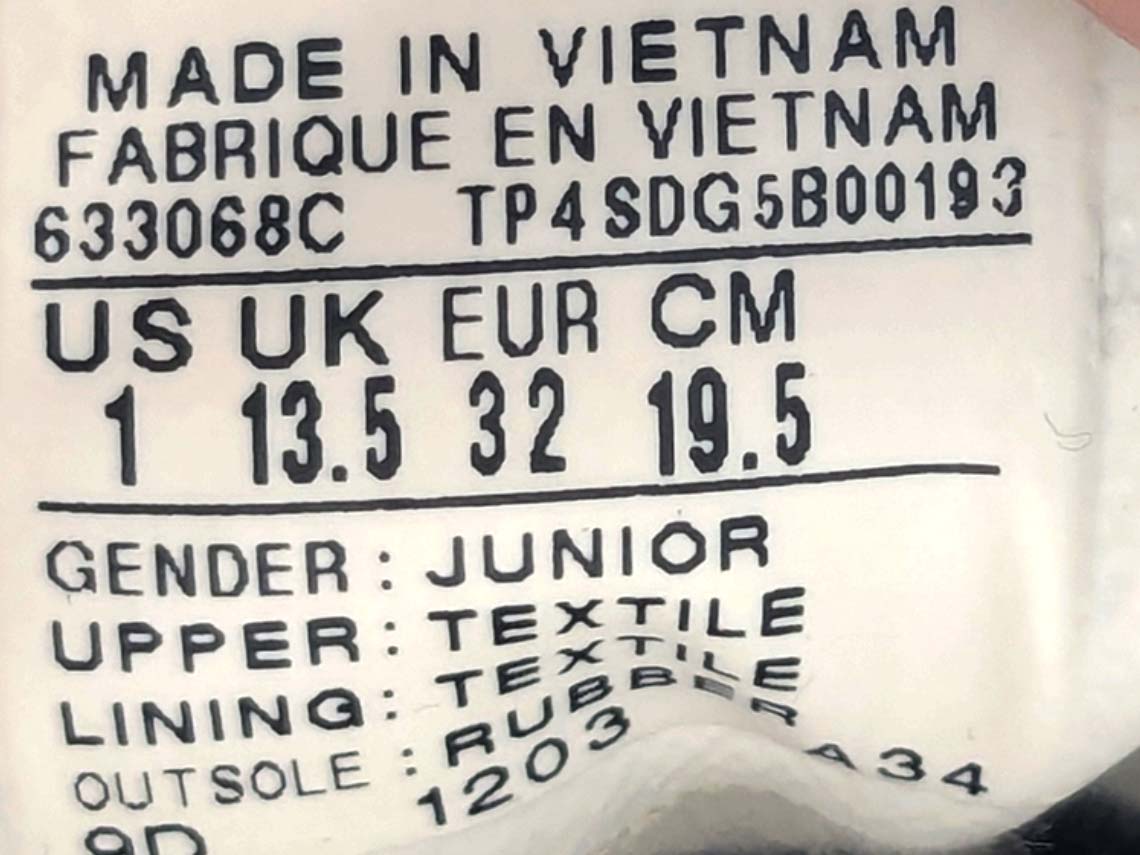 MADE IN VIETNAM
FABRIQUE EN VIETNAM
633068C TP4SDG5B00193
US UK EUR CM
1 13.5 32 19.5
GENDER : JUNIOR
UPPER : TEXTILE
LINING : TEXTILE
OUTSOLE : RUBBER
1203 A34